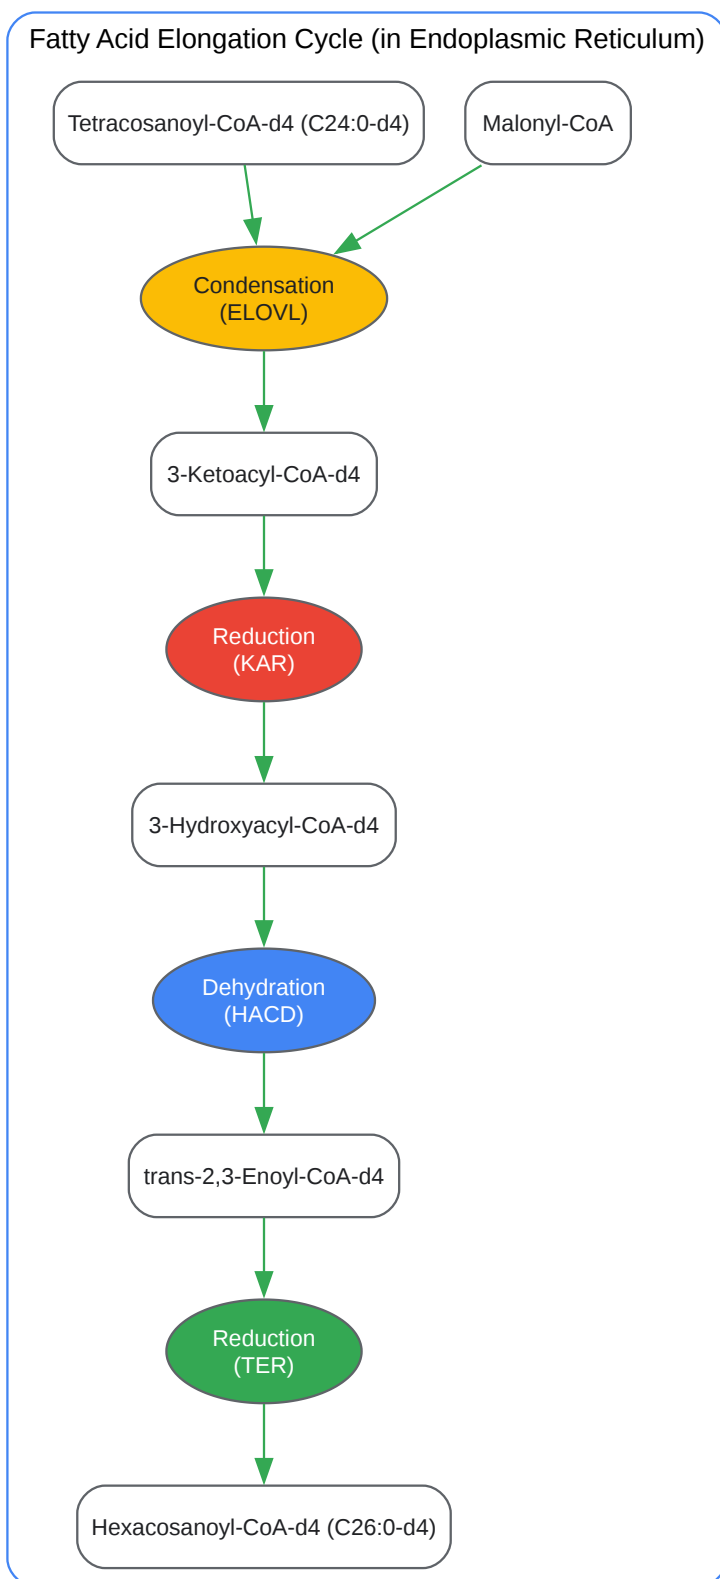 Fatty Acid Elongation Cycle (in Endoplasmic Reticulum)
Tetracosanoyl-CoA-d4 (C24:0-d4)
Malonyl-CoA
Condensation
(ELOVL)
3-Ketoacyl-CoA-d4
Reduction
(KAR)
3-Hydroxyacyl-CoA-d4
Dehydration
(HACD)
trans-2,3-Enoyl-CoA-d4
Reduction
(TER)
Hexacosanoyl-CoA-d4 (C26:0-d4)